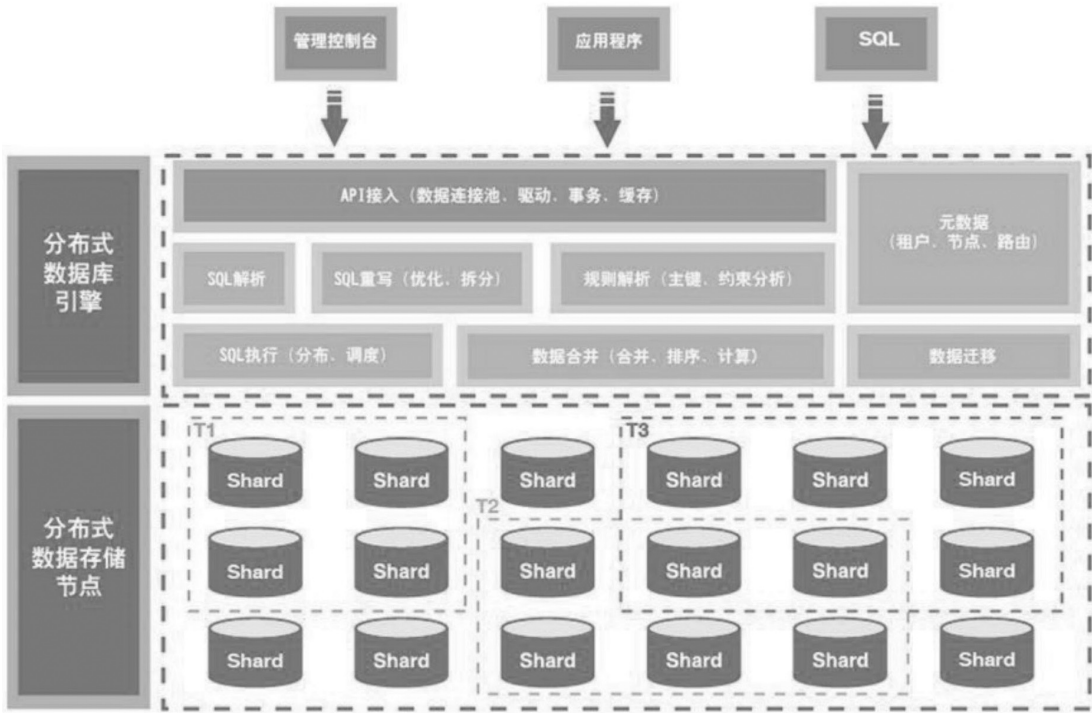 管理控制台
应用程序
SQL
分布式
数据库
引擎
API接入（数据连接池、驱动、事务、缓存）
元数据
（租户、节点、路由）
SQL解析
SQL重写（优化、拆分）
规则解析（主键、约束分析）
SQL执行（分布、调度）
数据合并（合并、排序、计算）
数据迁移
分布式
数据存储
节点
T1
T3
Shard
Shard
Shard
Shard
Shard
Shard
T2
Shard
Shard
Shard
Shard
Shard
Shard
Shard
Shard
Shard
Shard
Shard
Shard